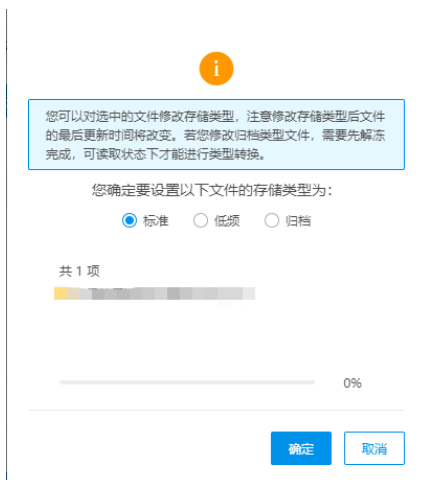 i
您可以对选中的文件修改存储类型，注意修改存储类型后文件
的最后更新时间将改变。若您修改归档类型文件，需要先解冻
完成，可读取状态下才能进行类型转换。
您确定要设置以下文件的存储类型为：
标准 低频 归档
共 1 项
0%
确定 取消